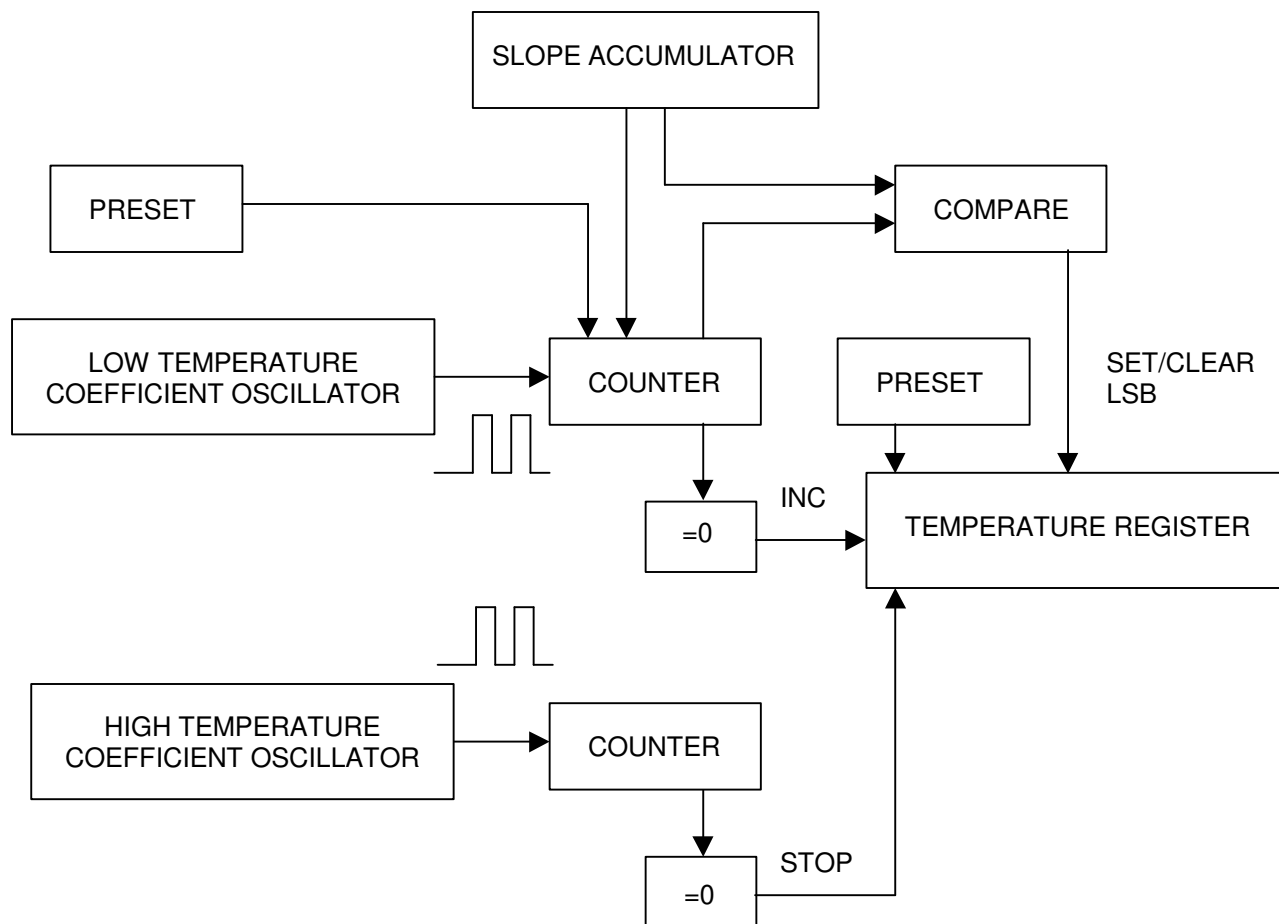 SLOPE ACCUMULATOR
PRESET
COMPARE
LOW TEMPERATURE
COEFFICIENT OSCILLATOR
COUNTER
PRESET
SET/CLEAR
LSB
=0
INC
TEMPERATURE REGISTER
HIGH TEMPERATURE
COEFFICIENT OSCILLATOR
COUNTER
=0
STOP